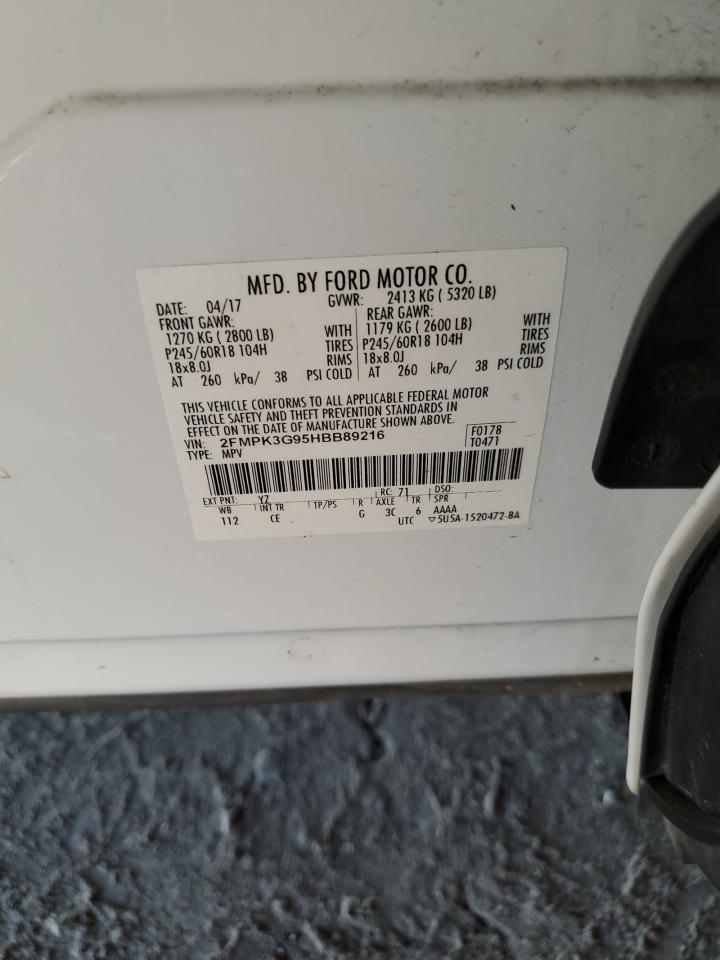 MFD. BY FORD MOTOR CO.
DATE: 04/17 GVWR: 2413 KG ( 5320 LB)
FRONT GAWR: REAR GAWR:
1270 KG ( 2800 LB) WITH 1179 KG ( 2600 LB) WITH
P245/60R18 104H TIRES P245/60R18 104H TIRES
18x8.0J RIMS 18x8.0J RIMS
AT 260 kPa/ 38 PSI COLD AT 260 kPa/ 38 PSI COLD
THIS VEHICLE CONFORMS TO ALL APPLICABLE FEDERAL MOTOR
VEHICLE SAFETY AND THEFT PREVENTION STANDARDS IN
EFFECT ON THE DATE OF MANUFACTURE SHOWN ABOVE.
VIN: 2FMPK3G95HBB89216 F0178
TYPE: MPV T0471
EXT PNT: YZ RC: 71 DSO:
WB INT TR TP/PS R AXLE TR SPR
112 CE G 3C 6 AAAA
UTC ▽5U5A-1520472-BA